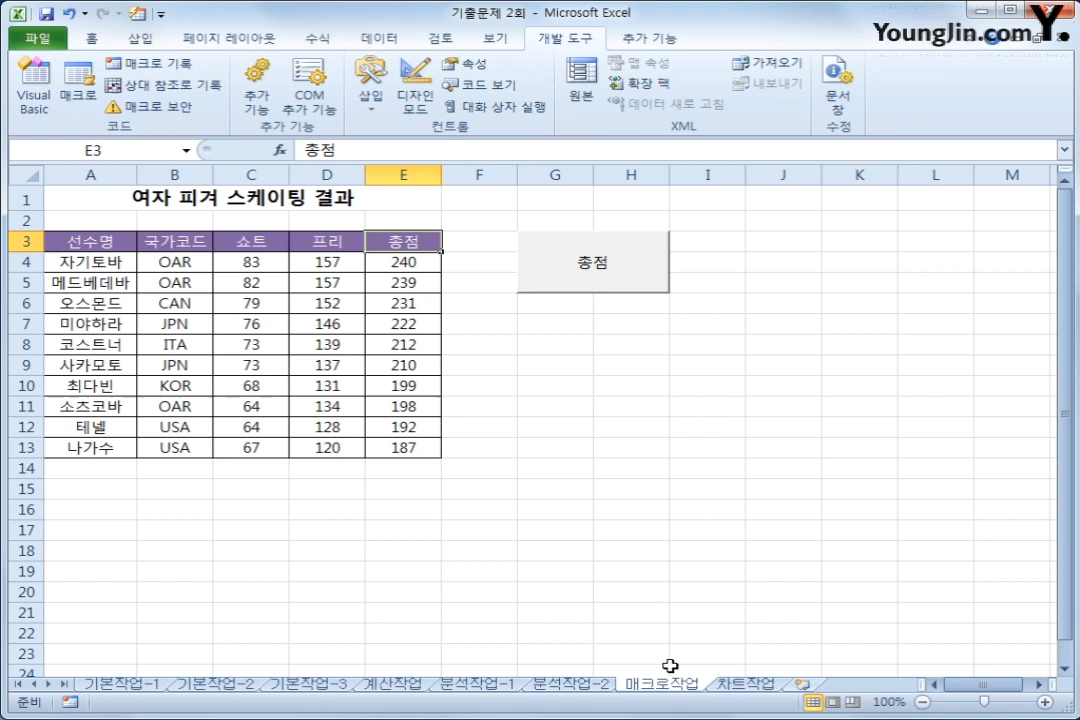 기출문제 2회 - Microsoft Excel
YoungJin.com Y.
파일 홈 삽입 페이지 레이아웃 수식 데이터 검토 보기 개발 도구 추가 기능
Visual Basic
매크로
매크로 기록
상대 참조로 기록
매크로 보안
코드
추가 기능
COM 추가 기능
추가 기능
삽입
디자인 모드
속성
코드 보기
대화 상자 실행
컨트롤
원본
맵 속성
확장 팩
데이터 새로 고침
가져오기
내보내기
XML
문서 창
수정
E3 fx 총점
A B C D E F G H I J K L M
1 여자 피겨 스케이팅 결과
2
3 선수명 국가코드 쇼트 프리 총점
4 자기토바 OAR 83 157 240
총점
5 메드베데바 OAR 82 157 239
6 오스몬드 CAN 79 152 231
7 미야하라 JPN 76 146 222
8 코스트너 ITA 73 139 212
9 사카모토 JPN 73 137 210
10 최다빈 KOR 68 131 199
11 소츠코바 OAR 64 134 198
12 테넬 USA 64 128 192
13 나가수 USA 67 120 187
14
15
16
17
18
19
20
21
22
23
24
기본작업-1 기본작업-2 기본작업-3 계산작업 분석작업-1 분석작업-2 매크로작업 차트작업
준비 100%